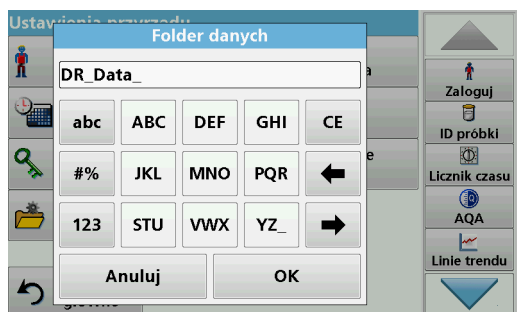 Ustawienia przyrządu
Folder danych
DR_Data_
abc ABC DEF GHI CE
#% JKL MNO PQR
123 STU VWX YZ_
Anuluj OK
Zaloguj
ID próbki
Licznik czasu
AQA
Linie trendu